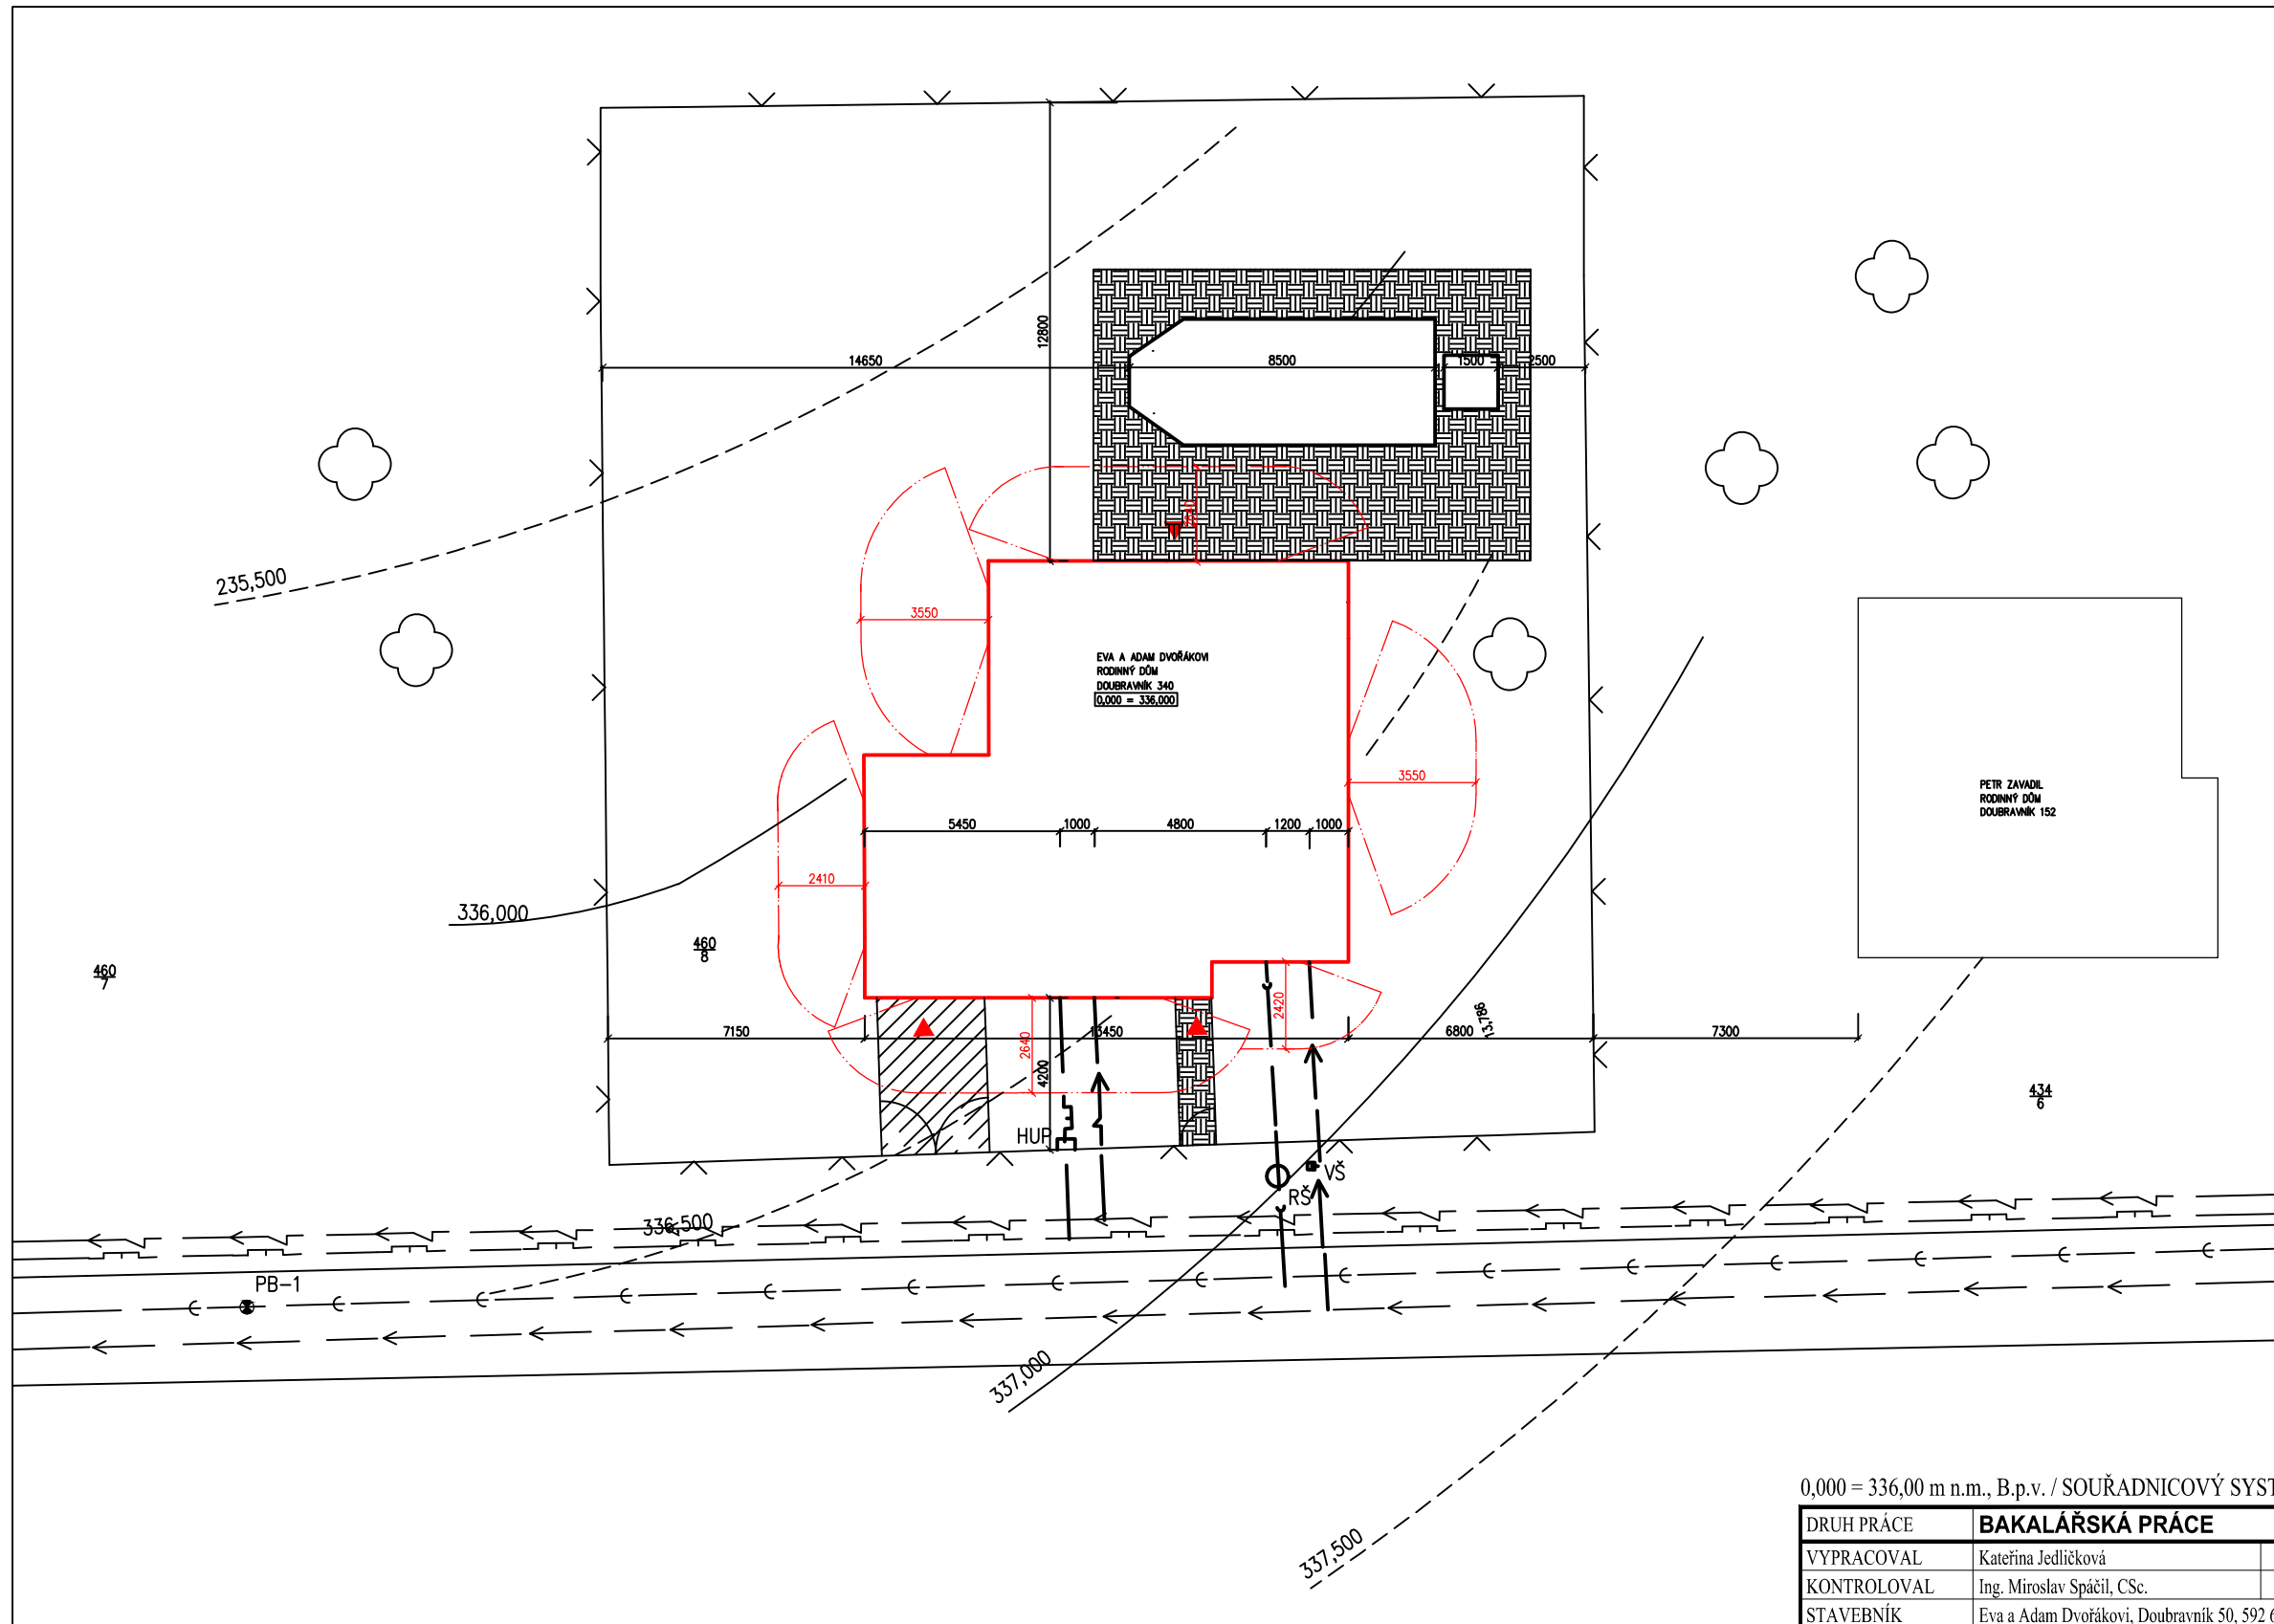 12800
14650
8500
1500
2500
2640
235,500
3550
EVA A ADAM DVOŘÁKOVI
RODINNÝ DŮM
DOUBRAVNÍK 340
0,000 = 336,000
3550
PETR ZAVADIL
RODINNÝ DŮM
DOUBRAVNÍK 152
5450
1000
4800
1200
1000
2410
336,000
460
8
460
7
2420
13,786
7150
13450
6800
7300
2640
4200
434
6
HUP
VŠ
RŠ
336,500
PB-1
337,000
337,500
0,000 = 336,00 m n.m., B.p.v. / SOUŘADNICOVÝ SYST
DRUH PRÁCE BAKALÁŘSKÁ PRÁCE
VYPRACOVAL Kateřina Jedličková
KONTROLOVAL Ing. Miroslav Spáčil, CSc.
STAVEBNÍK Eva a Adam Dvořákovi, Doubravník 50, 592 6